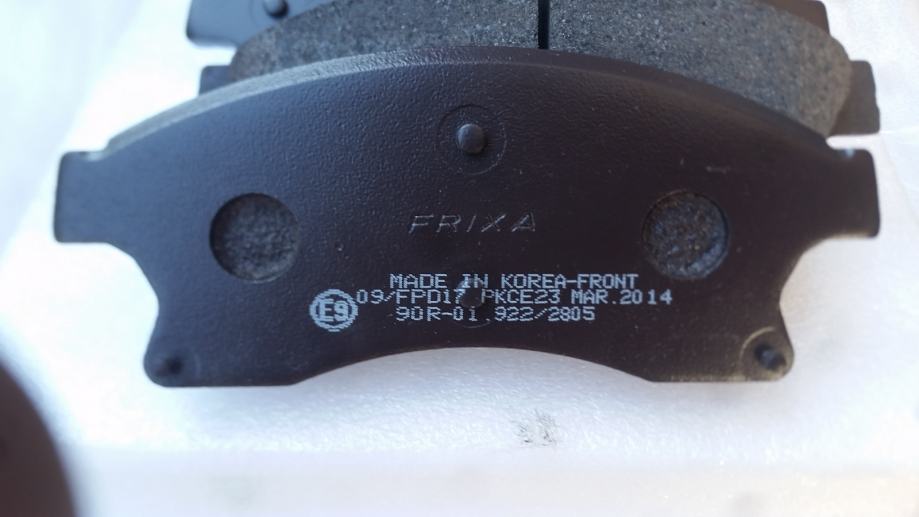 FRIXA
MADE IN KOREA-FRONT
09/FPD17 PKCE23 MAR.2014
E9 90R-01 922/2805